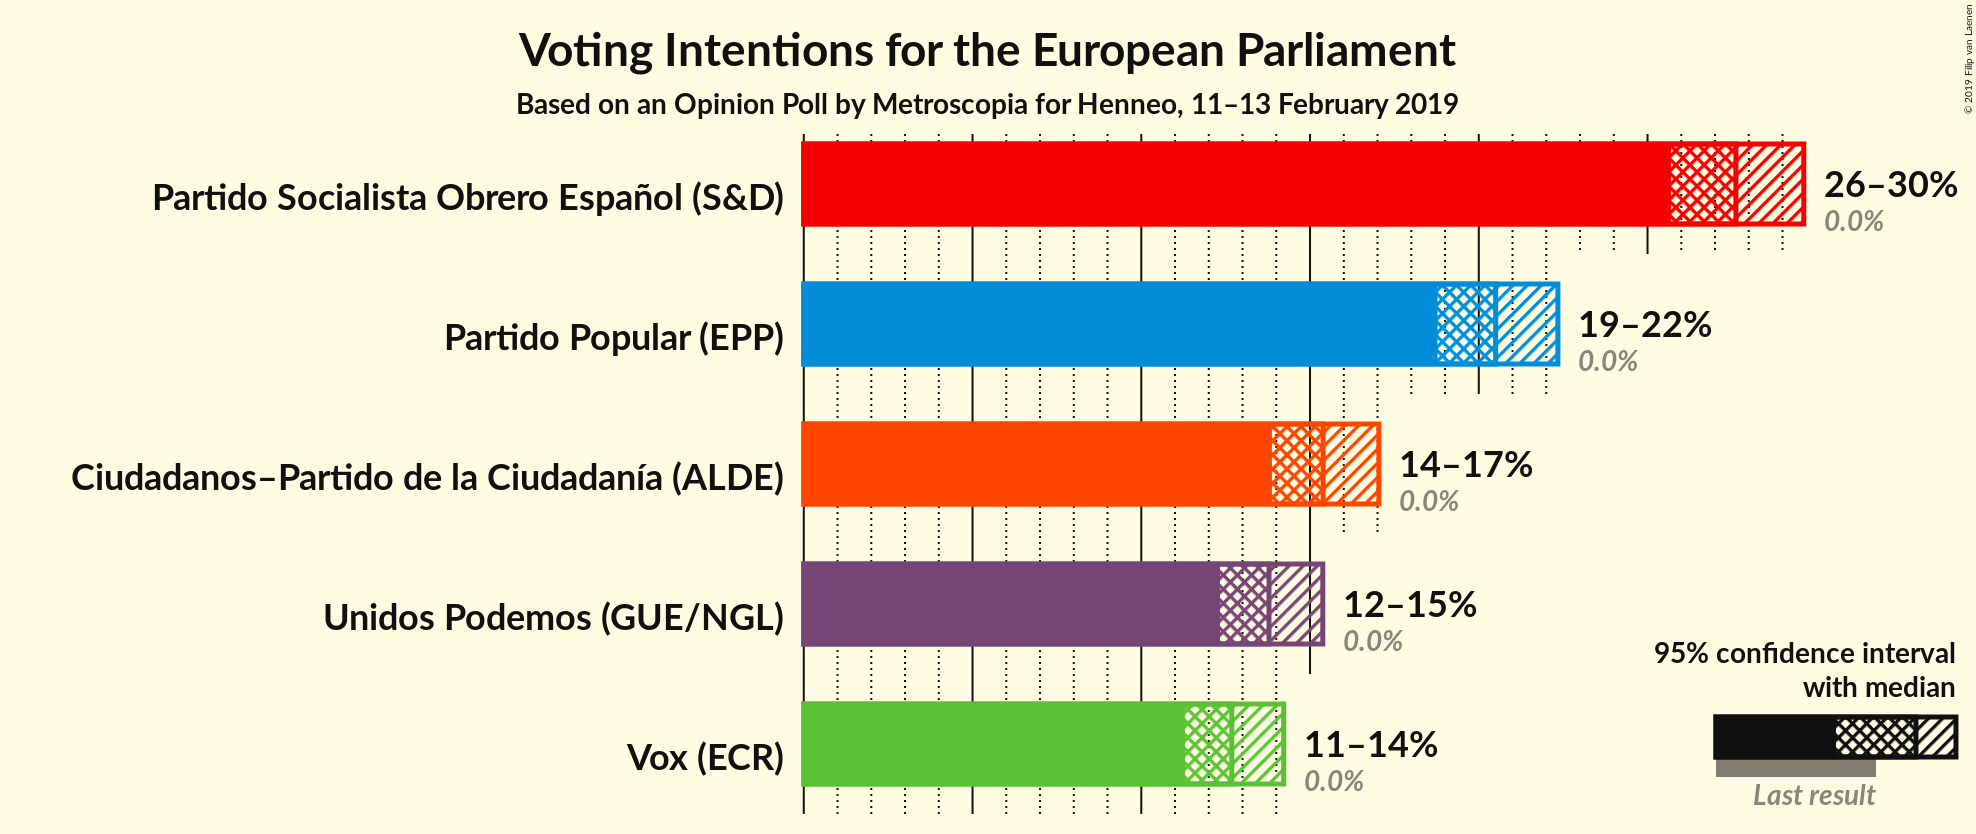 Voting Intentions for the European Parliament
Based on an Opinion Poll by Metroscopia for Henneo, 11–13 February 2019
© 2019 Filip van Laenen
Partido Socialista Obrero Español (S&D)
26–30%
0.0%
Partido Popular (EPP)
19–22%
0.0%
Ciudadanos–Partido de la Ciudadanía (ALDE)
14–17%
0.0%
Unidos Podemos (GUE/NGL)
12–15%
0.0%
Vox (ECR)
11–14%
0.0%
95% confidence interval
with median
Last result